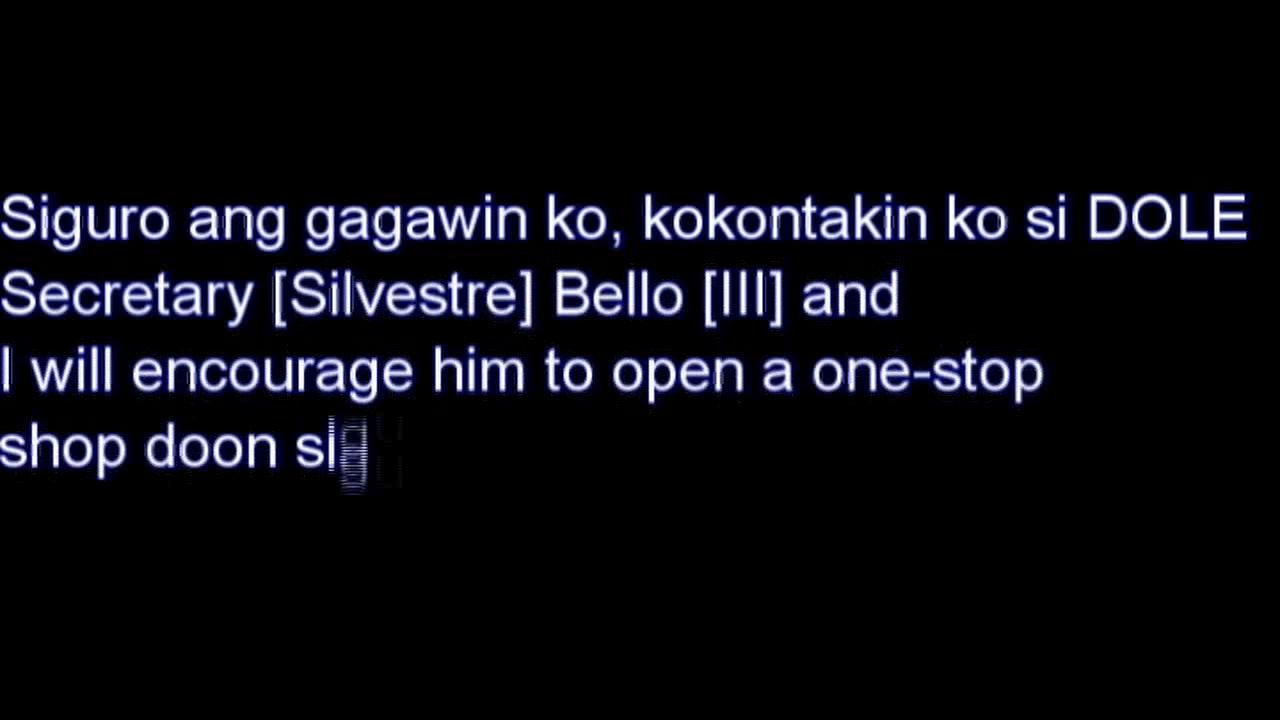 Siguro ang gagawin ko, kokontakin ko si DOLE
Secretary [Silvestre] Bello [III] and
I will encourage him to open a one-stop
shop doon